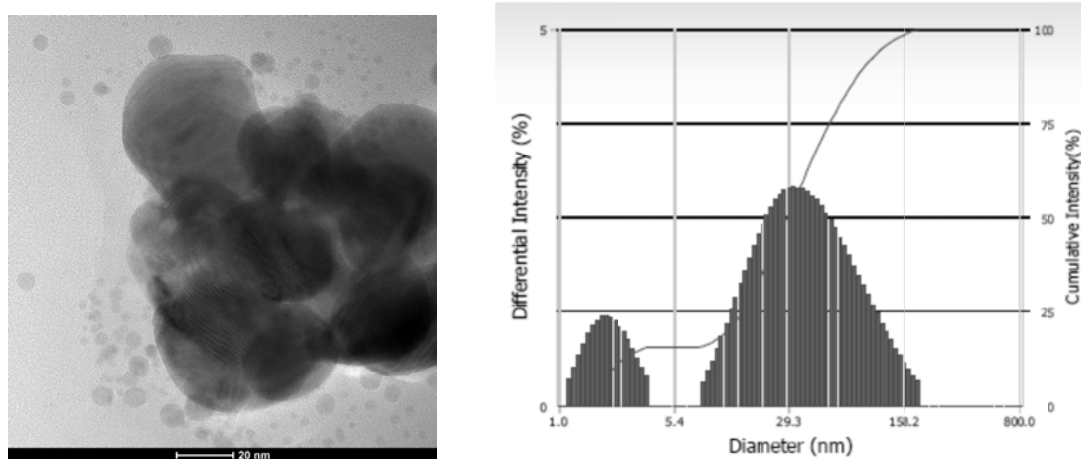 20 nm
5
100
75
50
25
0
0
Differential Intensity (%)
Cumulative Intensity(%)
1.0 5.4 29.3 158.2 800.0
Diameter (nm)